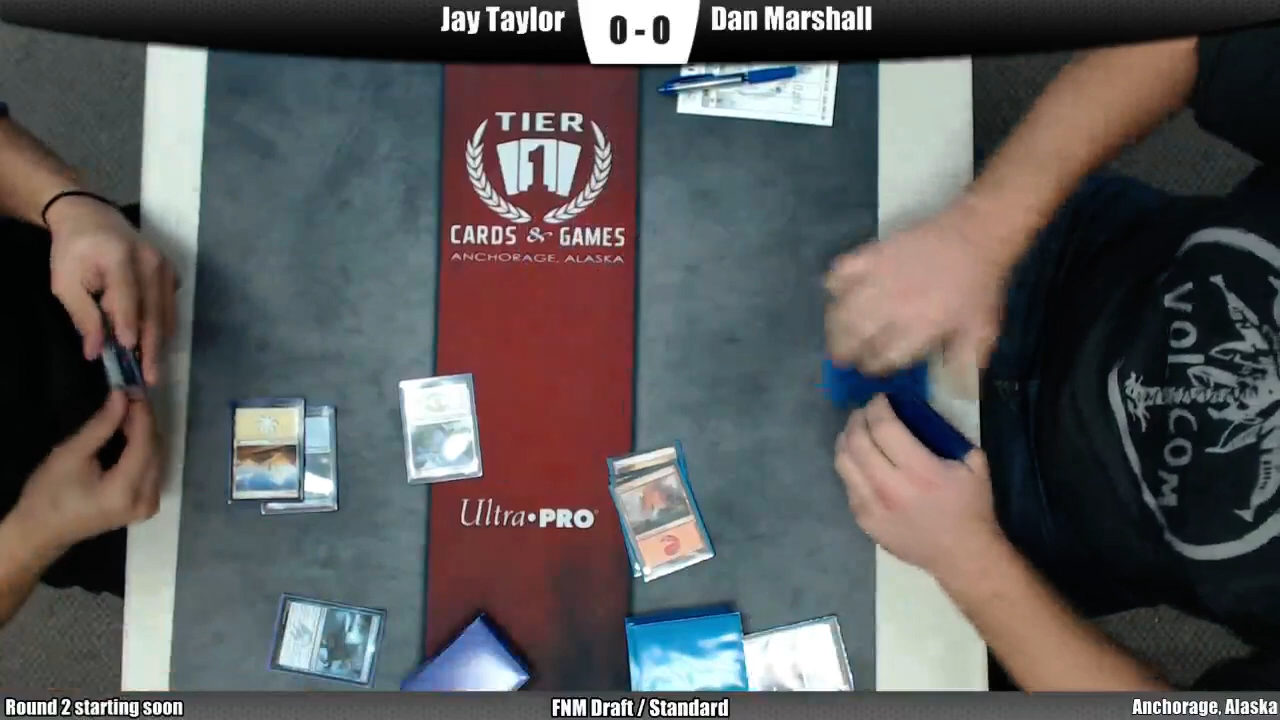 Jay Taylor
0 - 0
Dan Marshall
TIER
1
CARDS & GAMES
ANCHORAGE, ALASKA
Ultra•PRO
VOLCOM
Round 2 starting soon
FNM Draft / Standard
Anchorage, Alaska